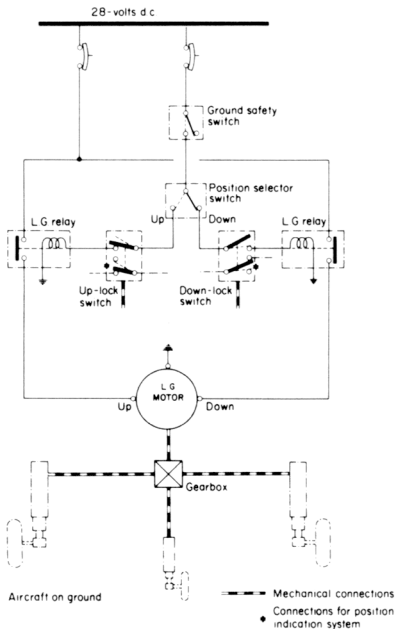 28-volts d c
Ground safety
switch
Position selector
switch
Up
Down
L G relay
L G relay
Up-lock
switch
Down-lock
switch
L G
MOTOR
Up
Down
Gearbox
Aircraft on ground
Mechanical connections
Connections for position
indication system